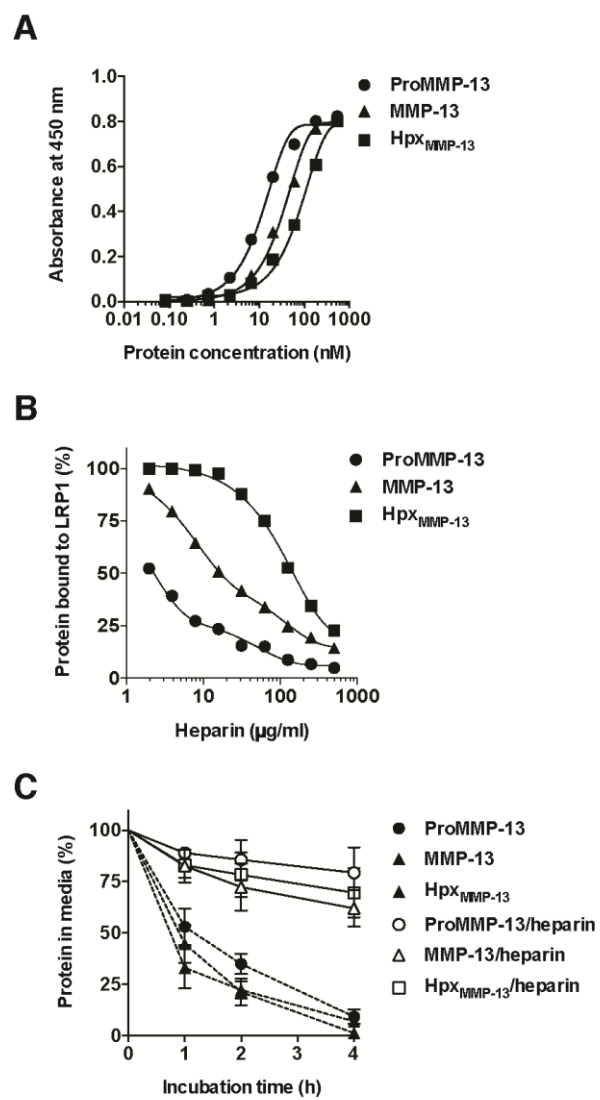 A
ProMMP-13
MMP-13
HpxMMP-13
Absorbance at 450 nm
1.0
0.8
0.6
0.4
0.2
0.0
0.01 0.10 1 10 100 1000
Protein concentration (nM)
B
ProMMP-13
MMP-13
HpxMMP-13
Protein bound to LRP1 (%)
100
75
50
25
0
1 10 100 1000
Heparin (µg/ml)
C
ProMMP-13
MMP-13
HpxMMP-13
ProMMP-13/heparin
MMP-13/heparin
HpxMMP-13/heparin
Protein in media (%)
100
75
50
25
0
0 1 2 3 4
Incubation time (h)